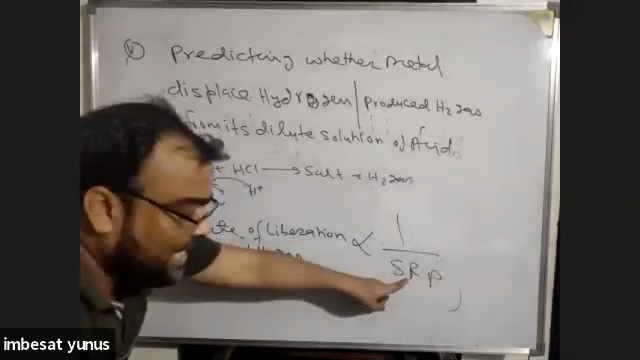 (v) Predicting whether metal
displace Hydrogen | produced H2 gas
from its dilute solution of Acid
+ HCl → Salt + H2 gas
H+
ate of Liberation ∝ 1
SRP
imbesat yunus